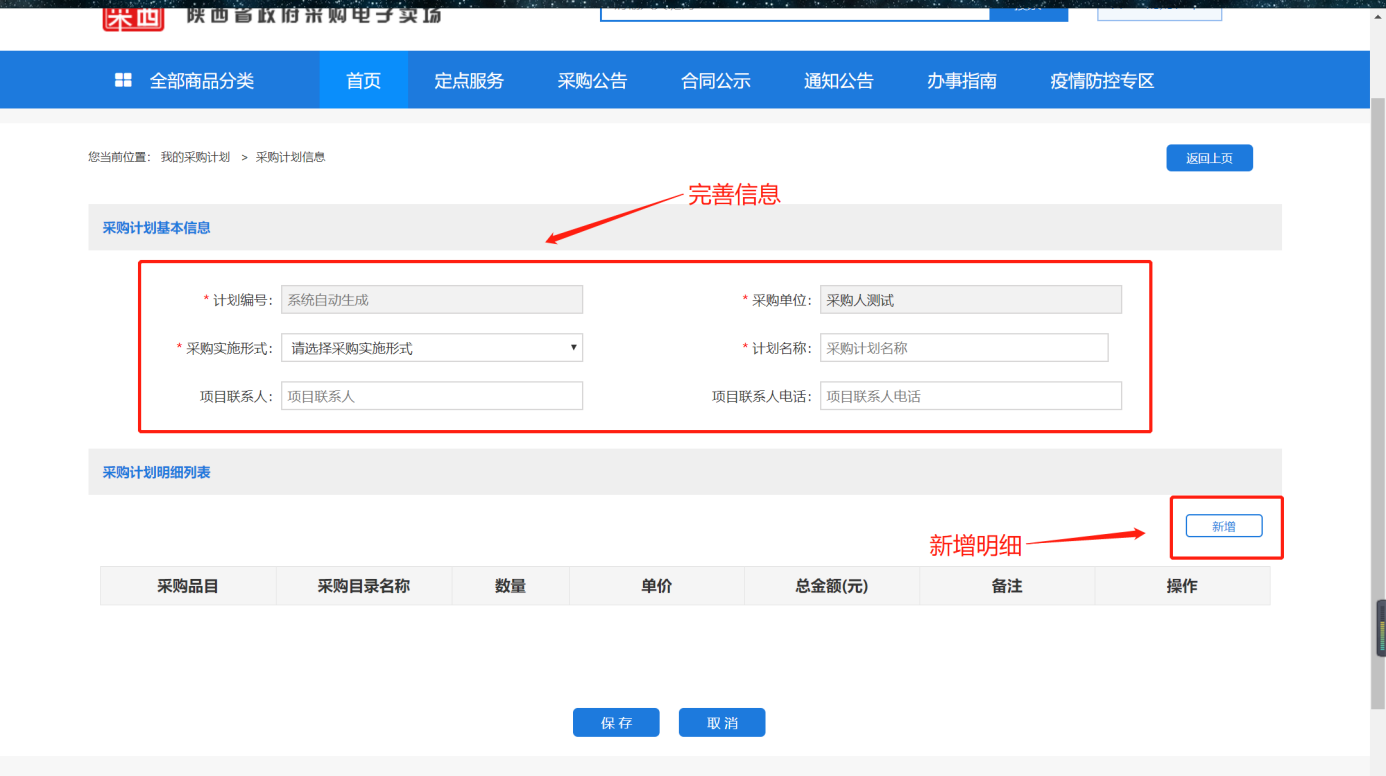 采西 陕西省政府采购电子卖场
全部商品分类 首页 定点服务 采购公告 合同公示 通知公告 办事指南 疫情防控专区
您当前位置： 我的采购计划 > 采购计划信息 返回上页
完善信息
采购计划基本信息
* 计划编号： 系统自动生成 * 采购单位： 采购人测试
* 采购实施形式： 请选择采购实施形式 * 计划名称： 采购计划名称
项目联系人： 项目联系人 项目联系人电话： 项目联系人电话
采购计划明细列表
新增
新增明细
采购品目 采购目录名称 数量 单价 总金额(元) 备注 操作
保存 取消